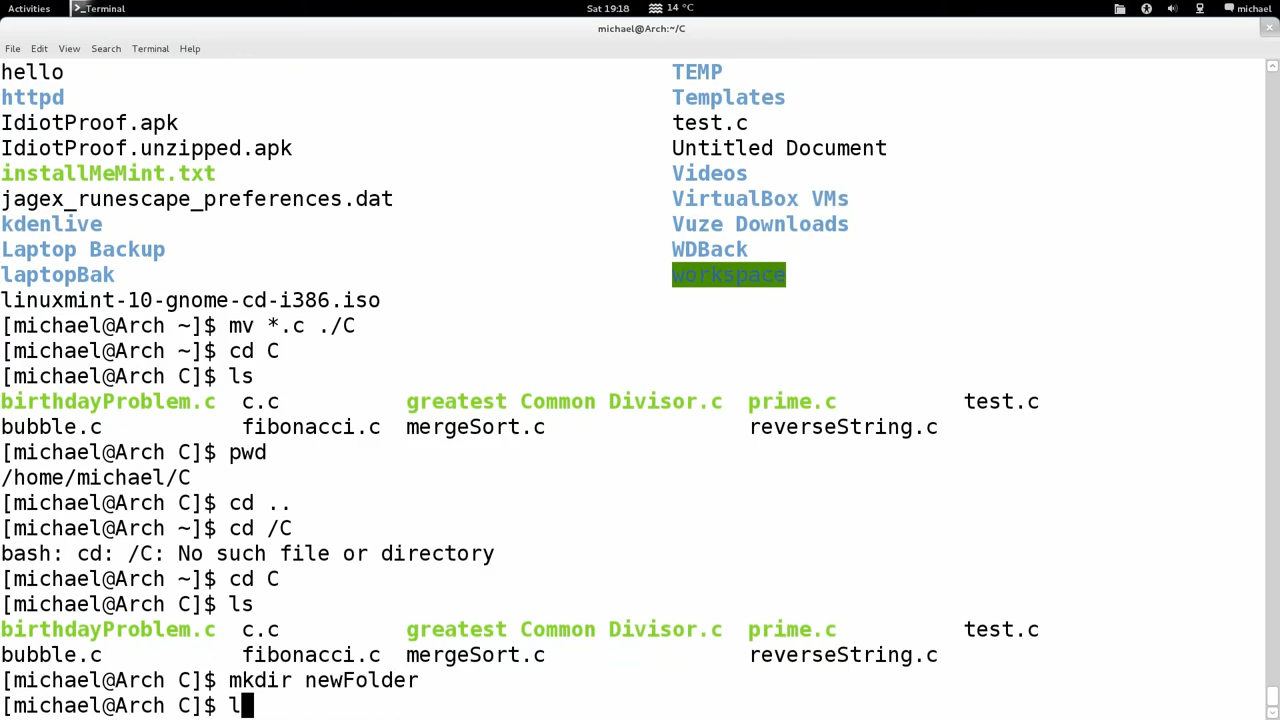 Activities >_Terminal Sat 19:18 14 °C michael
michael@Arch:~/C
File Edit View Search Terminal Help
hello TEMP
httpd Templates
IdiotProof.apk test.c
IdiotProof.unzipped.apk Untitled Document
installMeMint.txt Videos
jagex_runescape_preferences.dat VirtualBox VMs
kdenlive Vuze Downloads
Laptop Backup WDBack
laptopBak workspace
linuxmint-10-gnome-cd-i386.iso
[michael@Arch ~]$ mv *.c ./C
[michael@Arch ~]$ cd C
[michael@Arch C]$ ls
birthdayProblem.c c.c greatest Common Divisor.c prime.c test.c
bubble.c fibonacci.c mergeSort.c reverseString.c
[michael@Arch C]$ pwd
/home/michael/C
[michael@Arch C]$ cd ..
[michael@Arch ~]$ cd /C
bash: cd: /C: No such file or directory
[michael@Arch ~]$ cd C
[michael@Arch C]$ ls
birthdayProblem.c c.c greatest Common Divisor.c prime.c test.c
bubble.c fibonacci.c mergeSort.c reverseString.c
[michael@Arch C]$ mkdir newFolder
[michael@Arch C]$ l